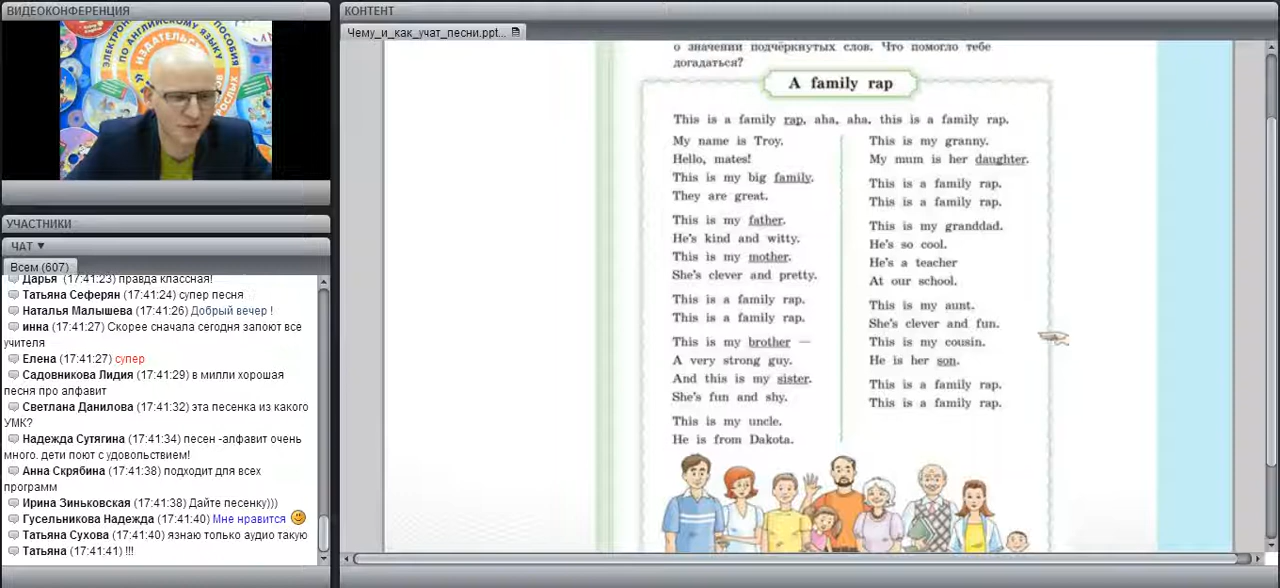 ВИДЕОКОНФЕРЕНЦИЯ
ЭЛЕКТРОН
ПОСОБИЯ
ПО АНГЛИЙСКОМУ ЯЗЫКУ
УЧАСТНИКИ
ЧАТ ▼
Всем (607)
Дарья (17:41:23) правда классная!
Татьяна Сеферян (17:41:24) супер песня
Наталья Малышева (17:41:26) Добрый вечер !
инна (17:41:27) Скорее сначала сегодня запоют все
учителя
Елена (17:41:27) супер
Садовникова Лидия (17:41:29) в милли хорошая
песня про алфавит
Светлана Данилова (17:41:32) эта песенка из какого
УМК?
Надежда Сутягина (17:41:34) песен -алфавит очень
много. дети поют с удовольствием!
Анна Скрябина (17:41:38) подходит для всех
программ
Ирина Зиньковская (17:41:38) Дайте песенку)))
Гусельникова Надежда (17:41:40) Мне нравится
Татьяна Сухова (17:41:40) язнаю только аудио такую
Татьяна (17:41:41) !!!
КОНТЕНТ
Чему_и_как_учат_песни.ppt...
о значении подчёркнутых слов. Что помогло тебе
догадаться?
A family rap
This is a family rap, aha, aha, this is a family rap.
My name is Troy.
Hello, mates!
This is my big family.
They are great.
This is my father.
He's kind and witty.
This is my mother.
She's clever and pretty.
This is a family rap.
This is a family rap.
This is my brother —
A very strong guy.
And this is my sister.
She's fun and shy.
This is my uncle.
He is from Dakota.
This is my granny.
My mum is her daughter.
This is a family rap.
This is a family rap.
This is my granddad.
He's so cool.
He's a teacher
At our school.
This is my aunt.
She's clever and fun.
This is my cousin.
He is her son.
This is a family rap.
This is a family rap.